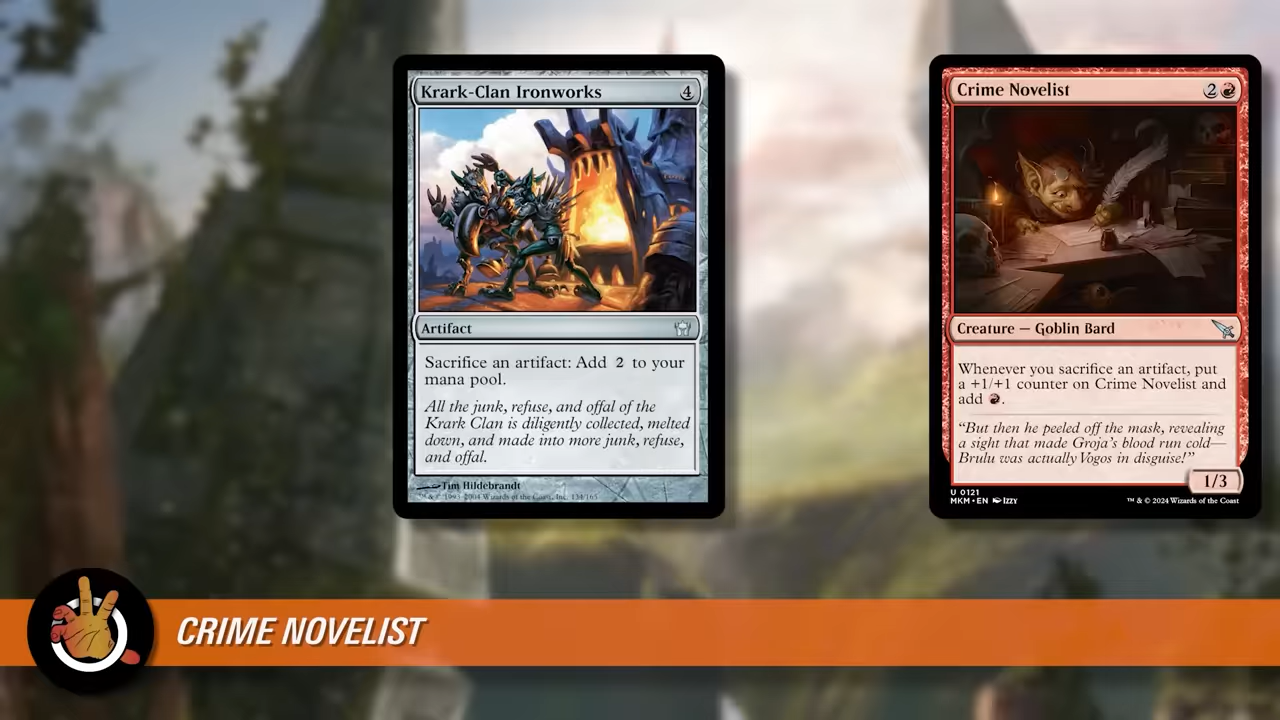 Krark-Clan Ironworks 4
Artifact
Sacrifice an artifact: Add 2 to your
mana pool.
All the junk, refuse, and offal of the
Krark Clan is diligently collected, melted
down, and made into more junk, refuse,
and offal.
Tim Hildebrandt
Crime Novelist 2
Creature — Goblin Bard
Whenever you sacrifice an artifact, put
a +1/+1 counter on Crime Novelist and
add .
“But then he peeled off the mask, revealing
a sight that made Groja’s blood run cold—
Brulu was actually Vogos in disguise!”
1/3
U 0121
MKM • EN IZZY
™ & © 2024 Wizards of the Coast
CRIME NOVELIST